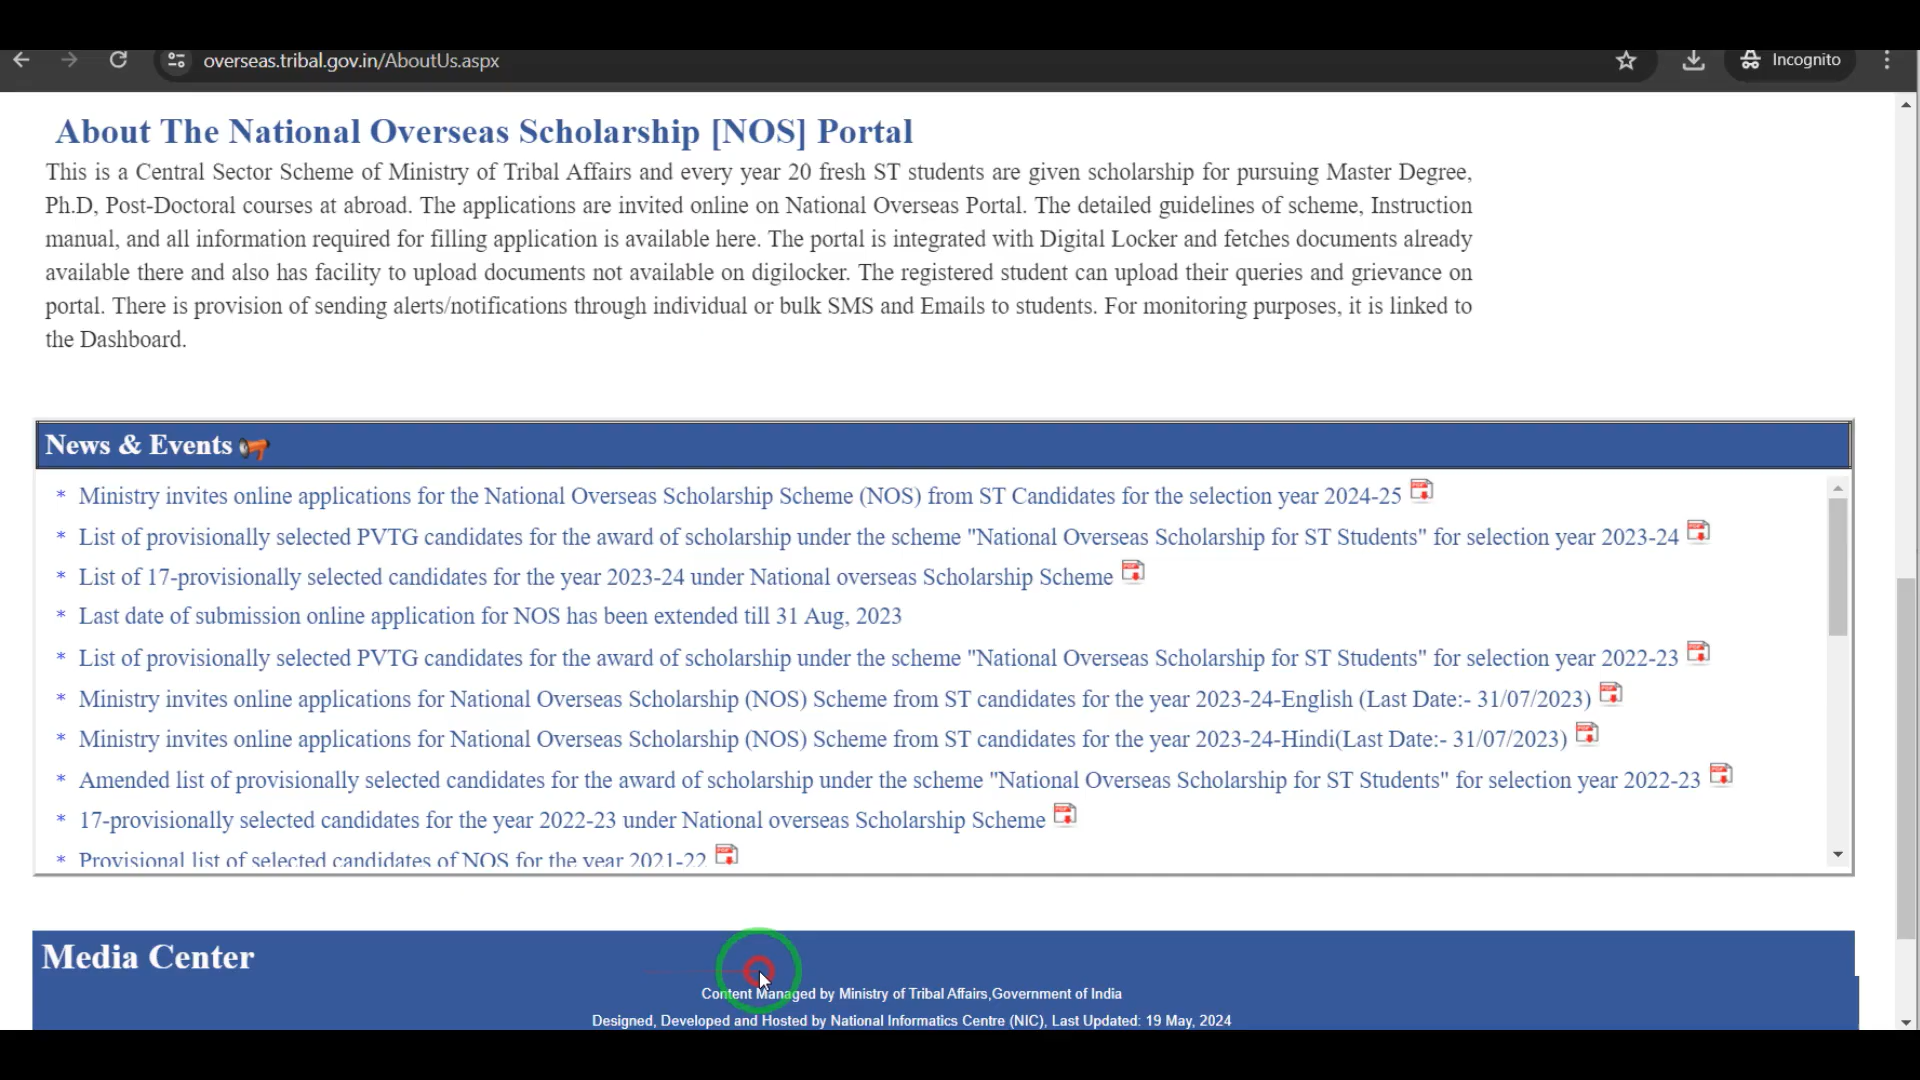 overseas.tribal.gov.in/AboutUs.aspx
Incognito
About The National Overseas Scholarship [NOS] Portal
This is a Central Sector Scheme of Ministry of Tribal Affairs and every year 20 fresh ST students are given scholarship for pursuing Master Degree,
Ph.D, Post-Doctoral courses at abroad. The applications are invited online on National Overseas Portal. The detailed guidelines of scheme, Instruction
manual, and all information required for filling application is available here. The portal is integrated with Digital Locker and fetches documents already
available there and also has facility to upload documents not available on digilocker. The registered student can upload their queries and grievance on
portal. There is provision of sending alerts/notifications through individual or bulk SMS and Emails to students. For monitoring purposes, it is linked to
the Dashboard.
News & Events
* Ministry invites online applications for the National Overseas Scholarship Scheme (NOS) from ST Candidates for the selection year 2024-25
* List of provisionally selected PVTG candidates for the award of scholarship under the scheme "National Overseas Scholarship for ST Students" for selection year 2023-24
* List of 17-provisionally selected candidates for the year 2023-24 under National overseas Scholarship Scheme
* Last date of submission online application for NOS has been extended till 31 Aug, 2023
* List of provisionally selected PVTG candidates for the award of scholarship under the scheme "National Overseas Scholarship for ST Students" for selection year 2022-23
* Ministry invites online applications for National Overseas Scholarship (NOS) Scheme from ST candidates for the year 2023-24-English (Last Date:- 31/07/2023)
* Ministry invites online applications for National Overseas Scholarship (NOS) Scheme from ST candidates for the year 2023-24-Hindi(Last Date:- 31/07/2023)
* Amended list of provisionally selected candidates for the award of scholarship under the scheme "National Overseas Scholarship for ST Students" for selection year 2022-23
* 17-provisionally selected candidates for the year 2022-23 under National overseas Scholarship Scheme
* Provisional list of selected candidates of NOS for the year 2021-22
Media Center
Content Managed by Ministry of Tribal Affairs,Government of India
Designed, Developed and Hosted by National Informatics Centre (NIC), Last Updated: 19 May, 2024